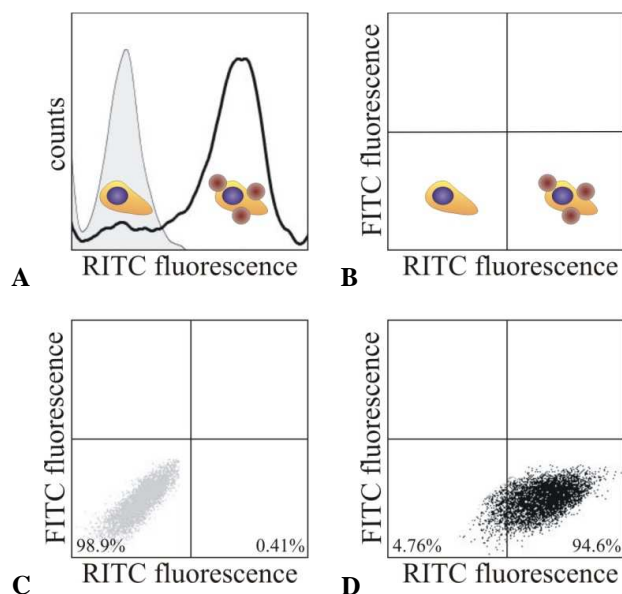 counts
RITC fluorescence
A
FITC fluorescence
RITC fluorescence
B
FITC fluorescence
98.9%
0.41%
RITC fluorescence
C
FITC fluorescence
4.76%
94.6%
RITC fluorescence
D